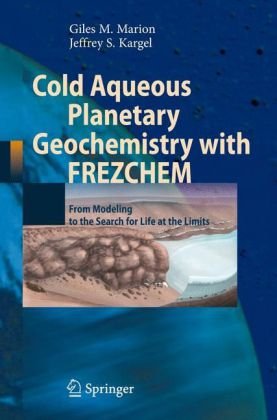 Giles M. Marion
Jeffrey S. Kargel
Cold Aqueous
Planetary
Geochemistry with
FREZCHEM
From Modeling
to the Search for Life at the Limits
Springer